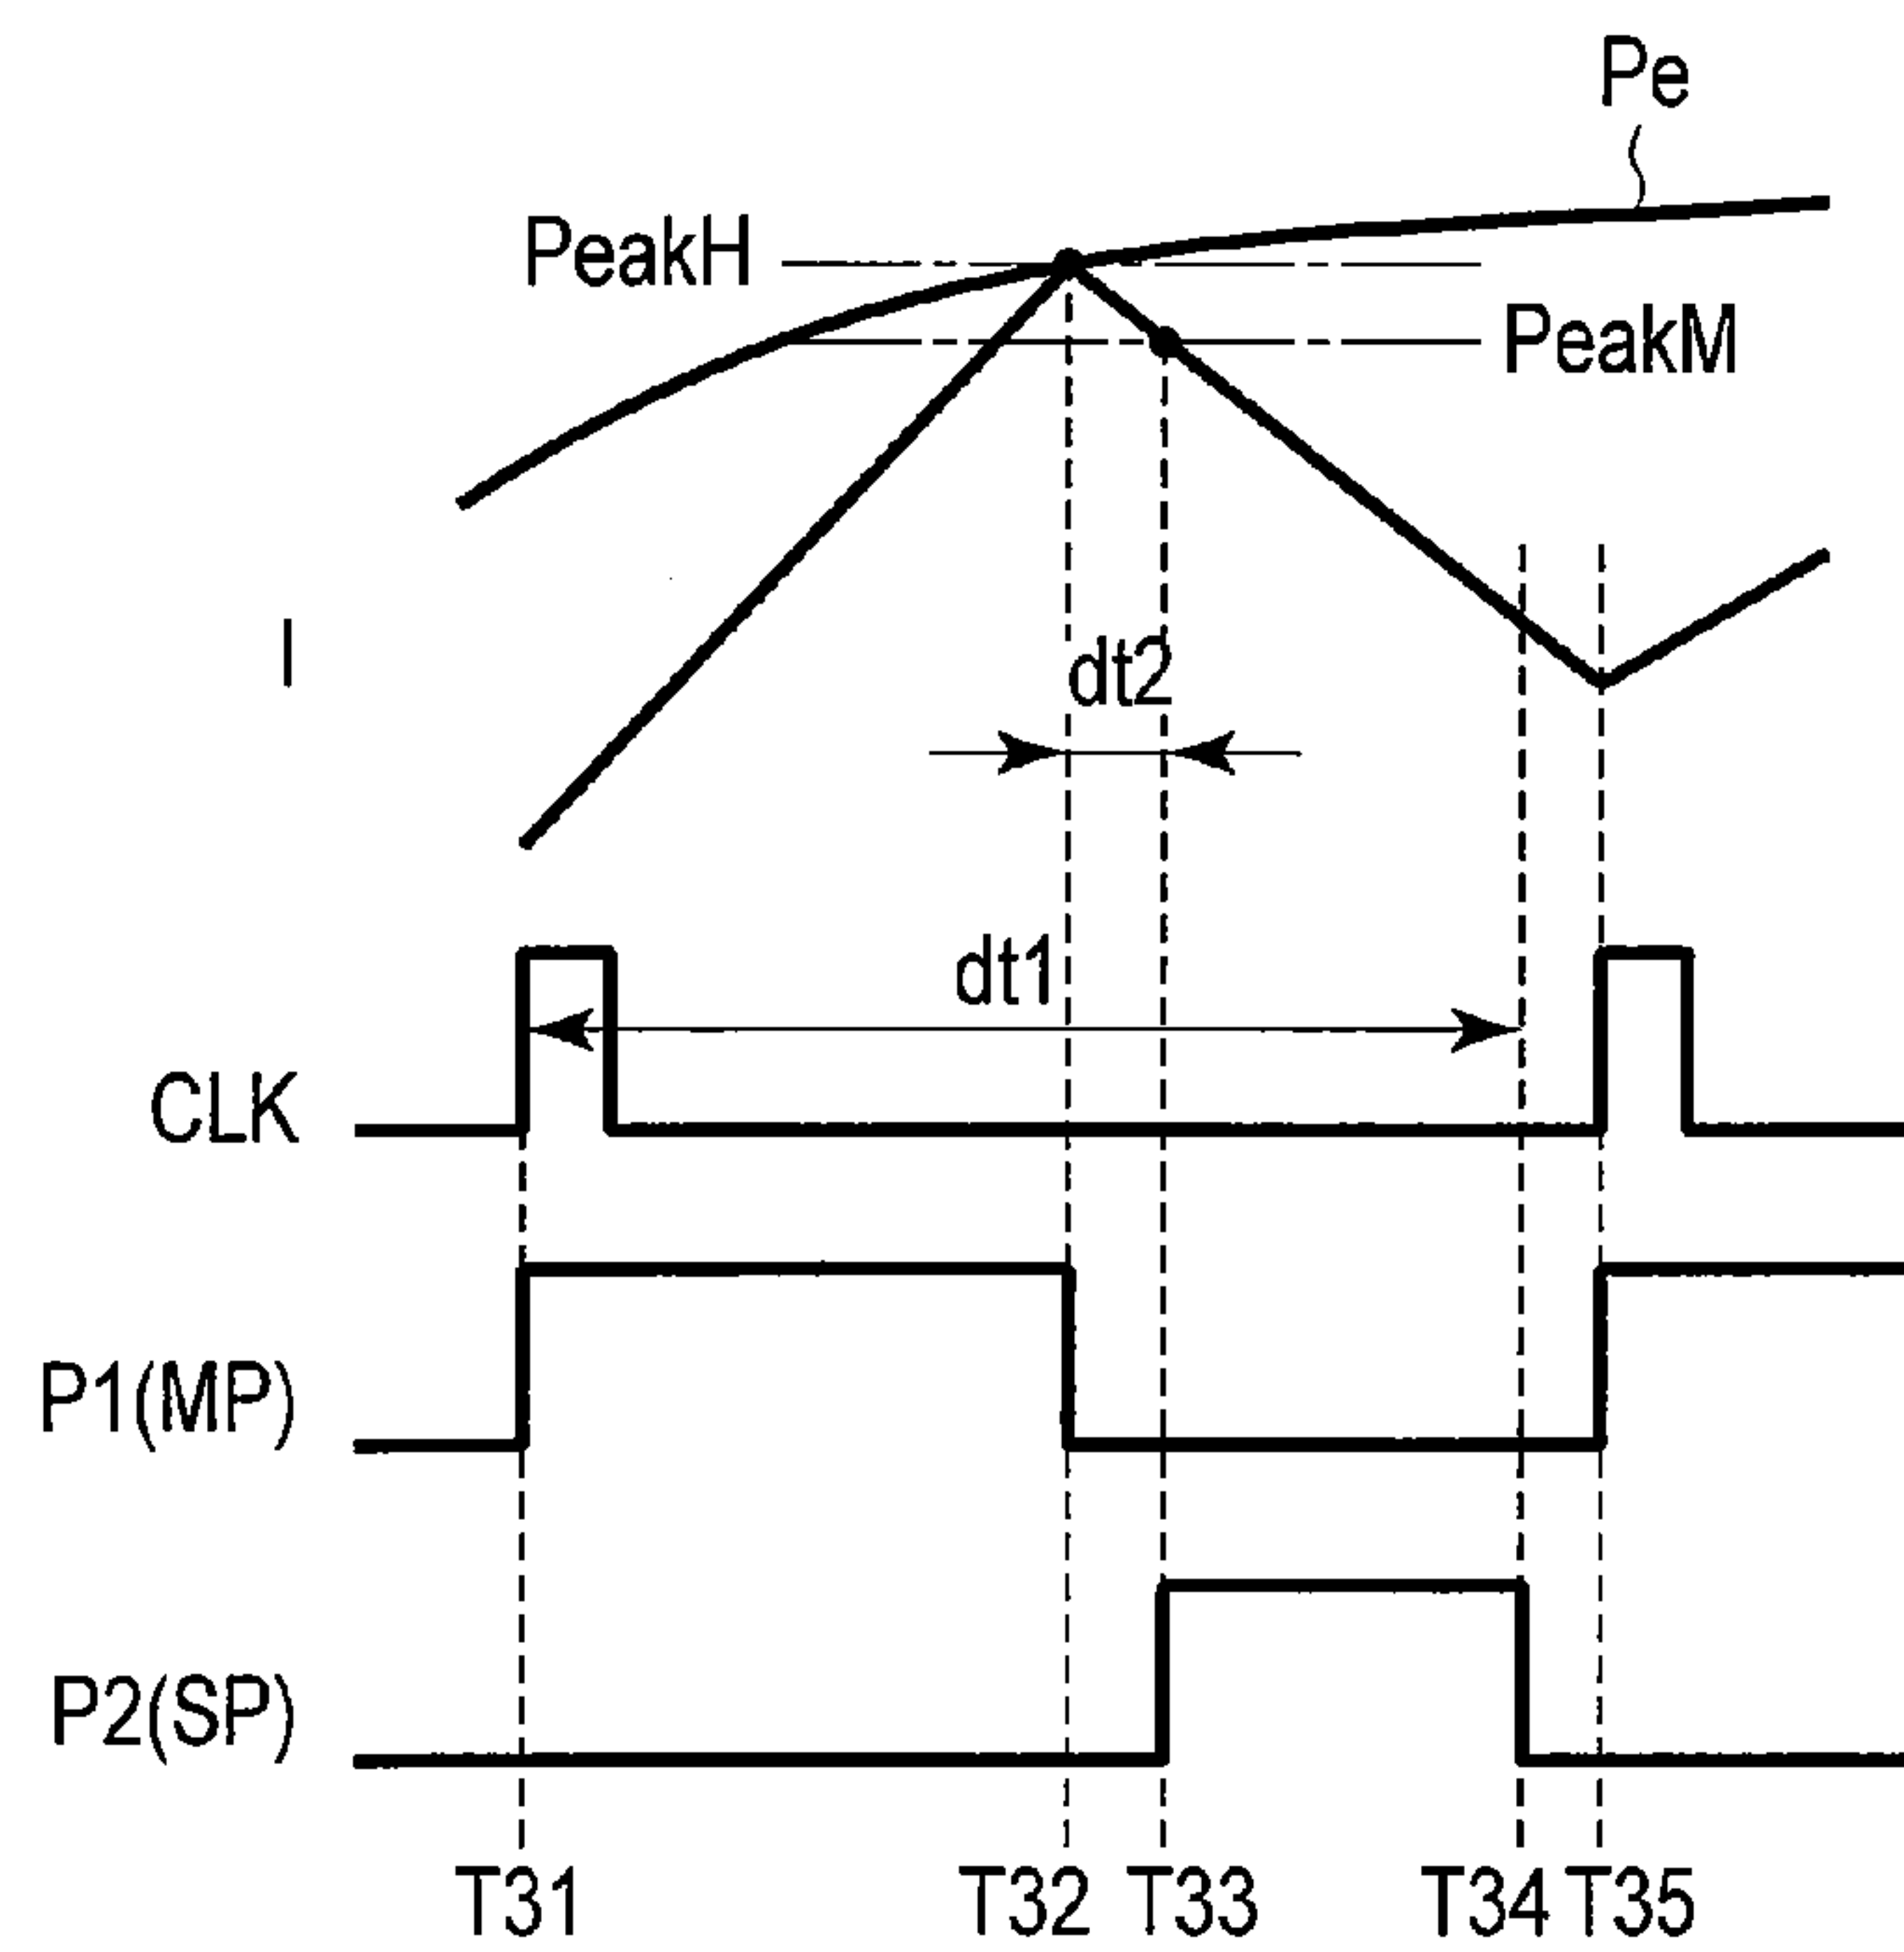 Pe
PeakH
PeakM
I
dt2
dt1
CLK
P1(MP)
P2(SP)
T31 T32 T33 T34 T35